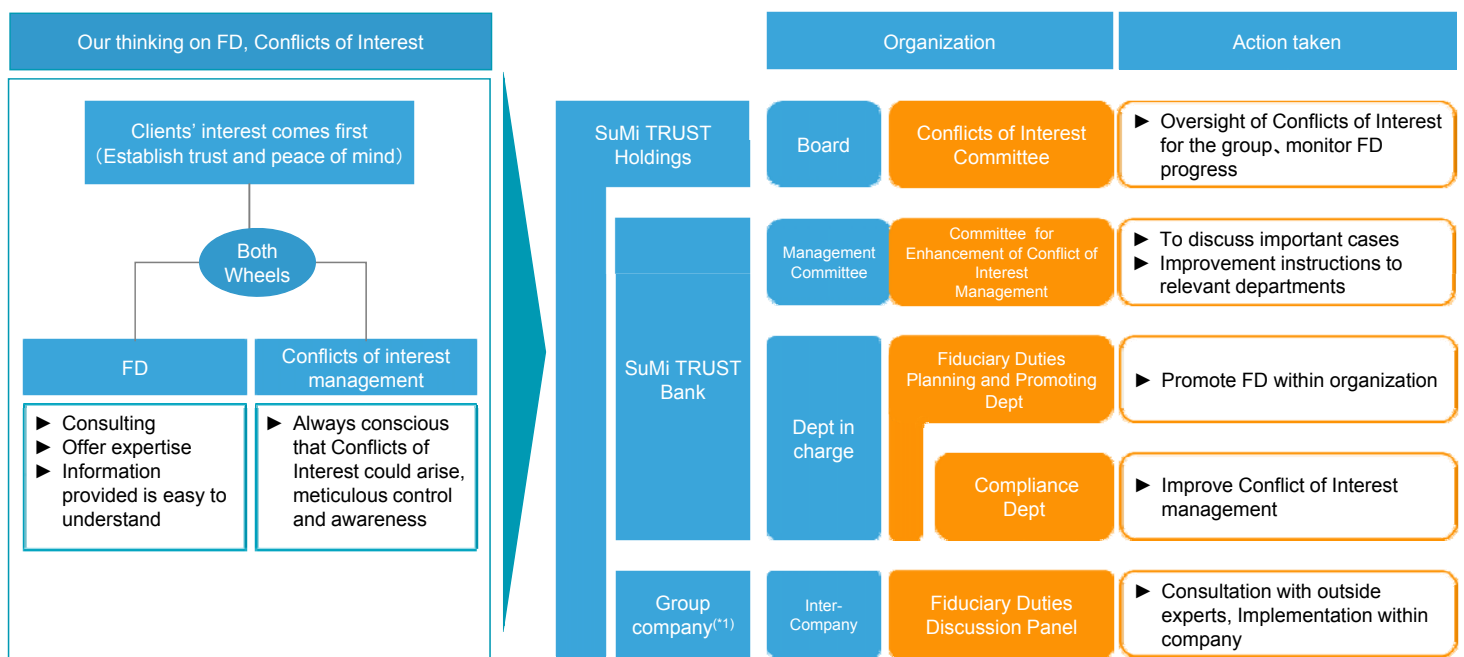 Our thinking on FD, Conflicts of Interest
Clients' interest comes first
（Establish trust and peace of mind）
Both
Wheels
FD
Conflicts of interest
management
► Consulting
► Offer expertise
► Information
provided is easy to
understand
► Always conscious
that Conflicts of
Interest could arise,
meticulous control
and awareness
Organization
Action taken
SuMi TRUST
Holdings
Board
Conflicts of Interest
Committee
► Oversight of Conflicts of Interest
for the group、monitor FD
progress
SuMi TRUST
Bank
Management
Committee
Committee for
Enhancement of Conflict of
Interest
Management
► To discuss important cases
► Improvement instructions to
relevant departments
Dept in
charge
Fiduciary Duties
Planning and Promoting
Dept
► Promote FD within organization
Compliance
Dept
► Improve Conflict of Interest
management
Group
company(*1)
Inter-
Company
Fiduciary Duties
Discussion Panel
► Consultation with outside
experts, Implementation within
company